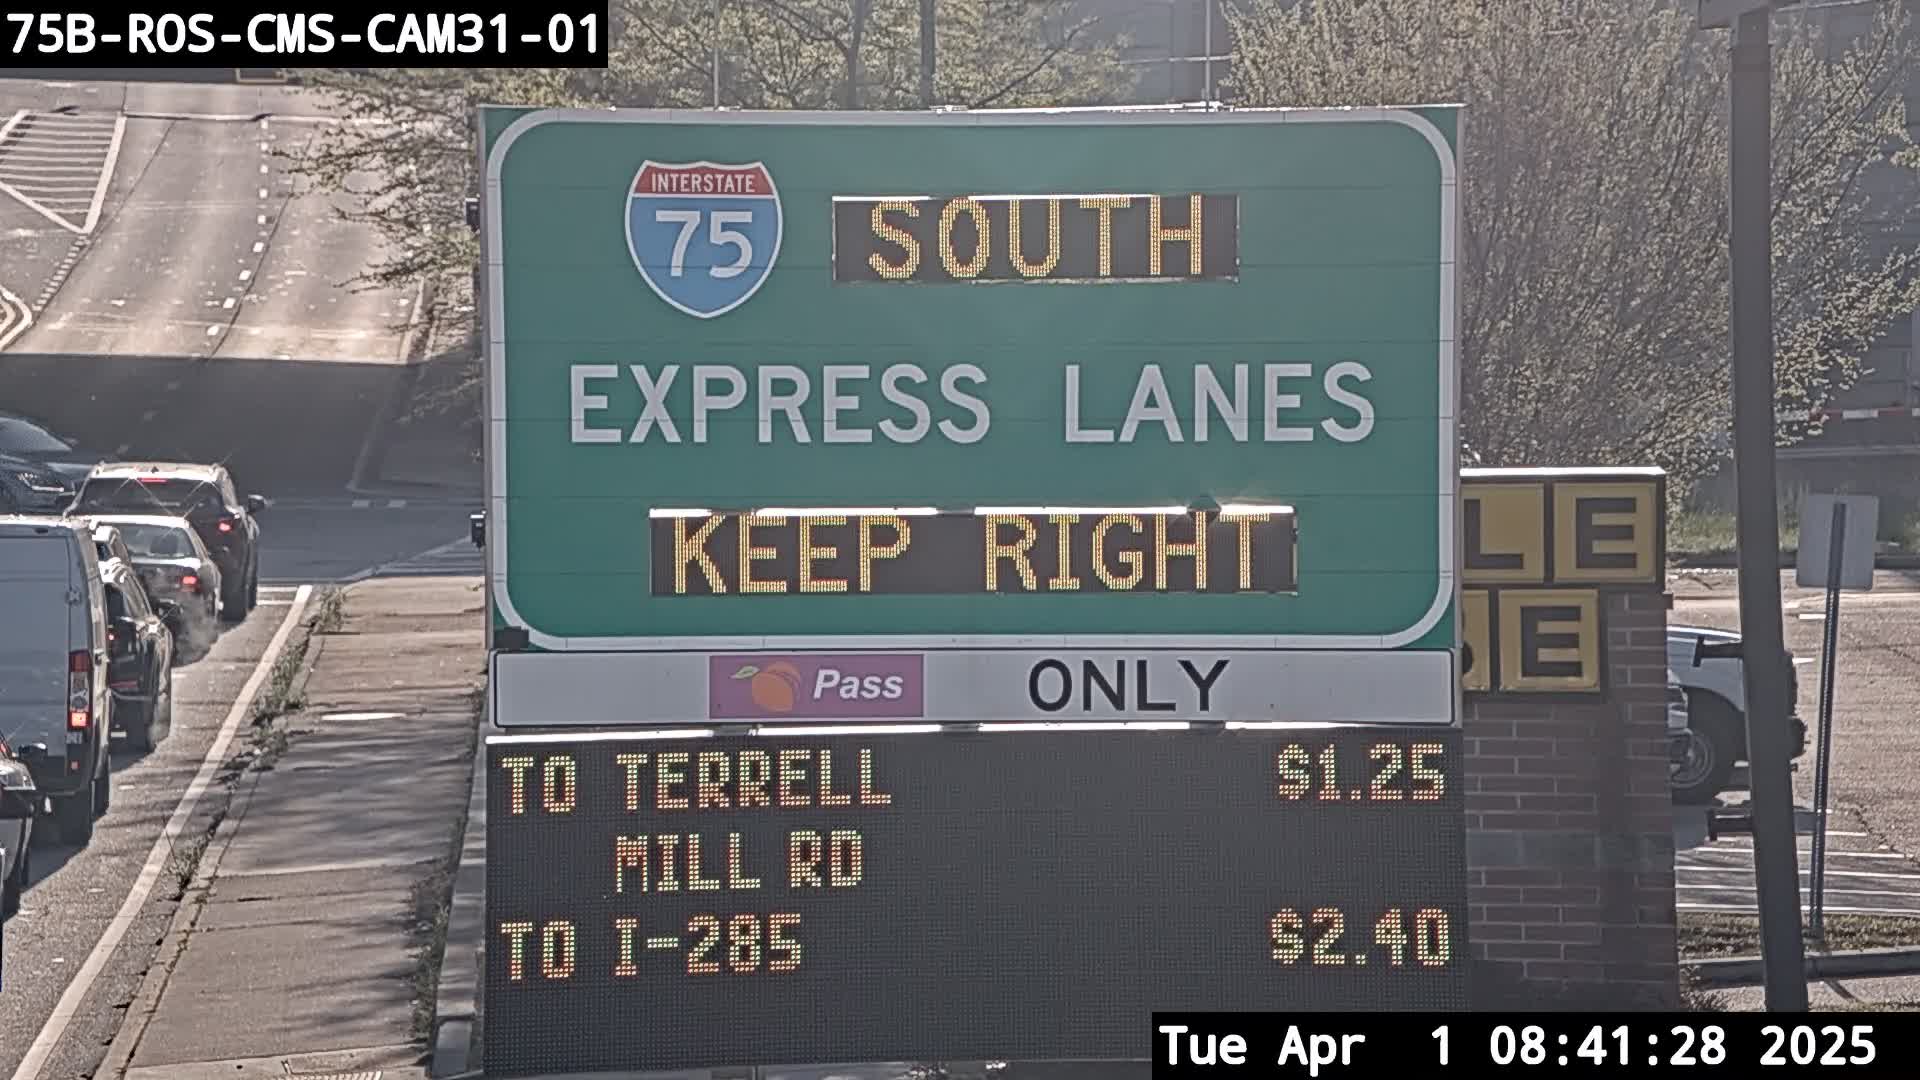 75B-ROS-CMS-CAM31-01
INTERSTATE
75
SOUTH
EXPRESS LANES
KEEP RIGHT
Pass ONLY
TO TERRELL $1.25
MILL RD
TO I-285 $2.40
LE
E
Tue Apr 1 08:41:28 2025